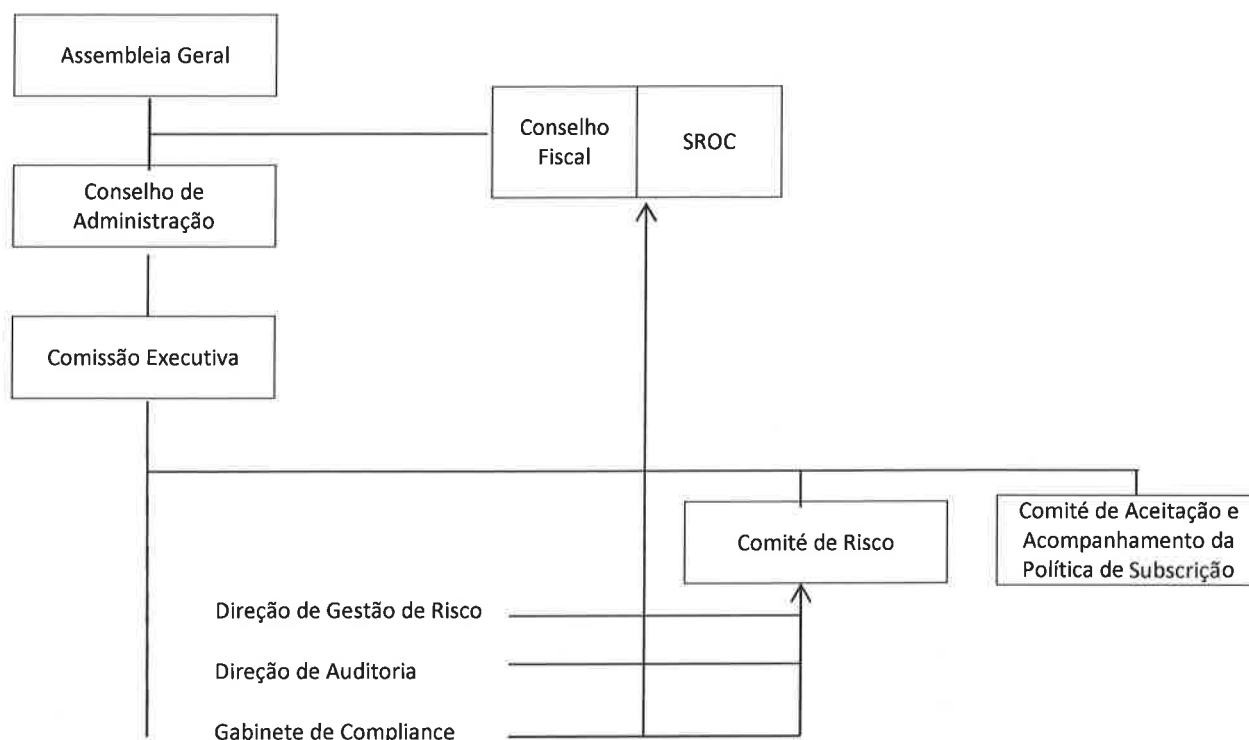 Assembleia Geral
Conselho
Fiscal
SROC
Conselho de
Administração
Comissão Executiva
Comité de Risco
Comité de Aceitação e
Acompanhamento da
Política de Subscrição
Direção de Gestão de Risco
Direção de Auditoria
Gabinete de Compliance